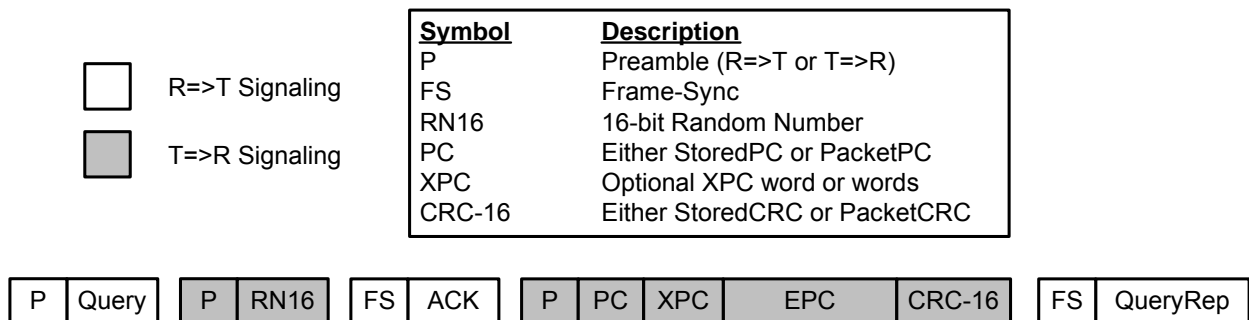 Symbol Description
P Preamble (R=>T or T=>R)
FS Frame-Sync
RN16 16-bit Random Number
PC Either StoredPC or PacketPC
XPC Optional XPC word or words
CRC-16 Either StoredCRC or PacketCRC
R=>T Signaling
T=>R Signaling
P Query P RN16 FS ACK P PC XPC EPC CRC-16 FS QueryRep